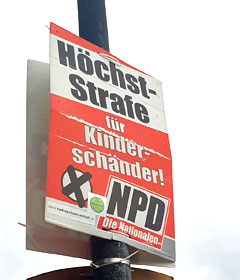 Höchst-
Strafe
für
Kinder-
schänder!
NPD
Die Nationalen.